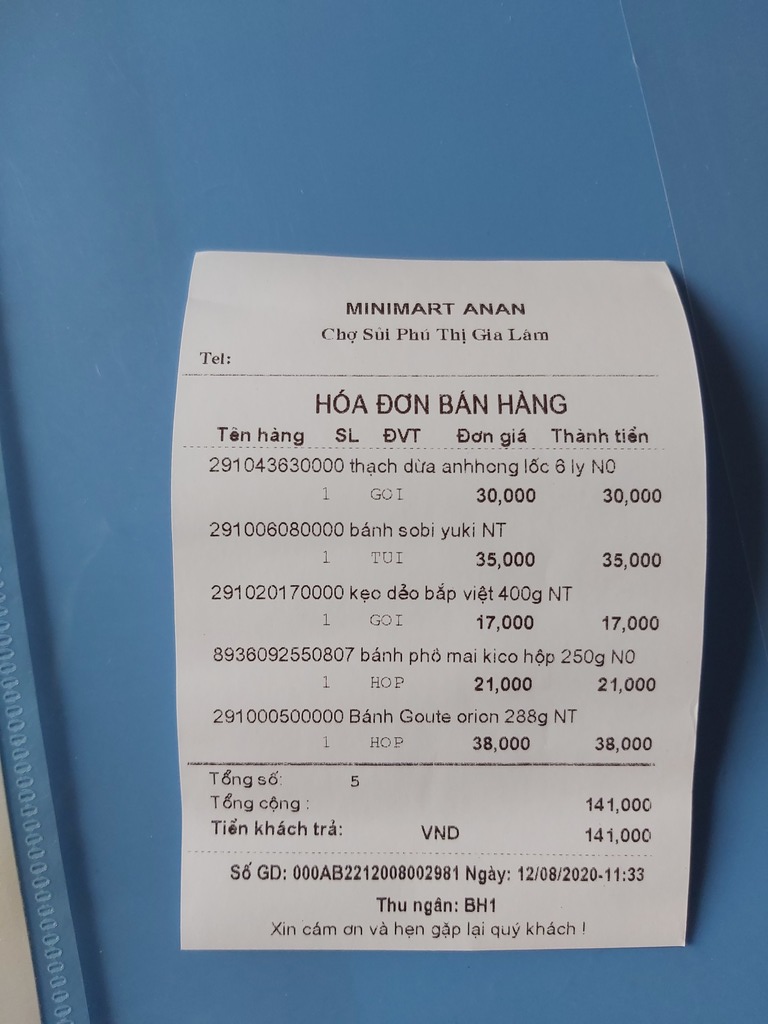 MINIMART ANAN
Chợ Sủi Phú Thị Gia Lâm
Tel:
HÓA ĐƠN BÁN HÀNG
Tên hàng SL ĐVT Đơn giá Thành tiền
291043630000 thạch dừa anhhong lốc 6 ly N0
1 GOI 30,000 30,000
291006080000 bánh sobi yuki NT
1 TUI 35,000 35,000
291020170000 kẹo dẻo bắp việt 400g NT
1 GOI 17,000 17,000
8936092550807 bánh phô mai kico hộp 250g N0
1 HOP 21,000 21,000
291000500000 Bánh Goute orion 288g NT
1 HOP 38,000 38,000
Tổng số: 5
Tổng cộng : 141,000
Tiền khách trả: VND 141,000
Số GD: 000AB2212008002981 Ngày: 12/08/2020-11:33
Thu ngân: BH1
Xin cám ơn và hẹn gặp lại quý khách !